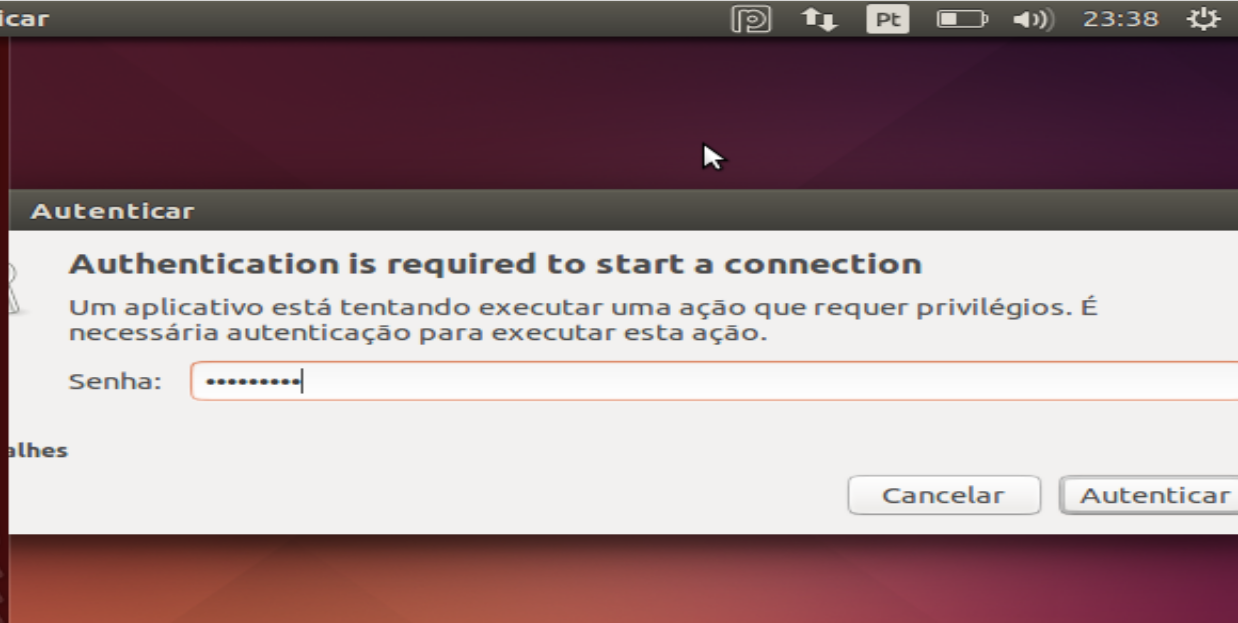 icar
Pt
23:38
Autenticar
Authentication is required to start a connection
Um aplicativo está tentando executar uma ação que requer privilégios. É
necessária autenticação para executar esta ação.
Senha: •••••••••
alhes
Cancelar
Autenticar